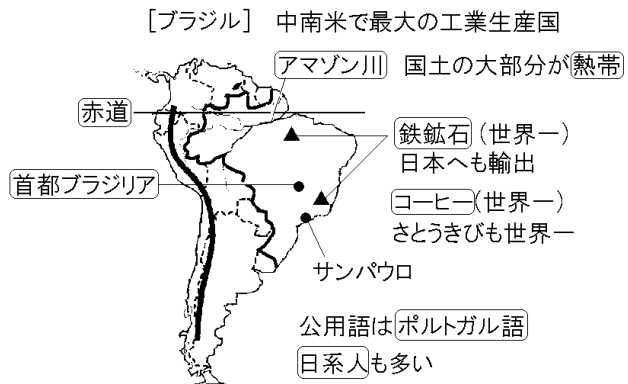 [ブラジル] 中南米で最大の工業生産国
アマゾン川 国土の大部分が熱帯
赤道
鉄鉱石(世界一)
日本へも輸出
首都ブラジリア
コーヒー(世界一)
さとうきびも世界一
サンパウロ
公用語はポルトガル語
日系人も多い